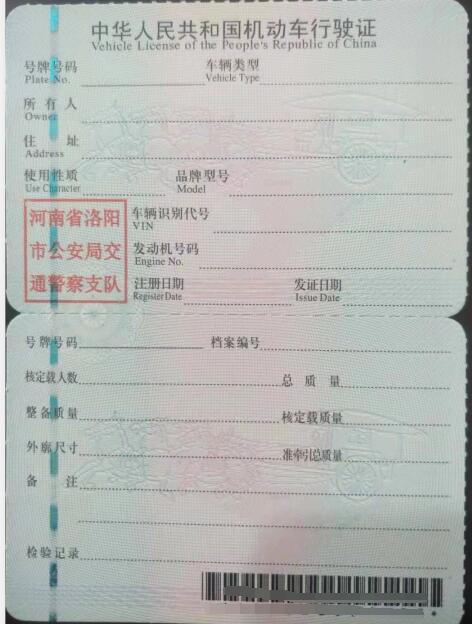 中华人民共和国机动车行驶证
Vehicle License of the People's Republic of China
号牌号码 车辆类型
Plate No. Vehicle Type
所有人
Owner
住 址
Address
使用性质 品牌型号
Use Character Model
河南省洛阳
市公安局交
通警察支队
车辆识别代号
VIN
发动机号码
Engine No.
注册日期 发证日期
Register Date Issue Date
号牌号码 档案编号
核定载人数 总 质 量
整备质量 核定载质量
外廓尺寸 准牵引总质量
备 注
检验记录